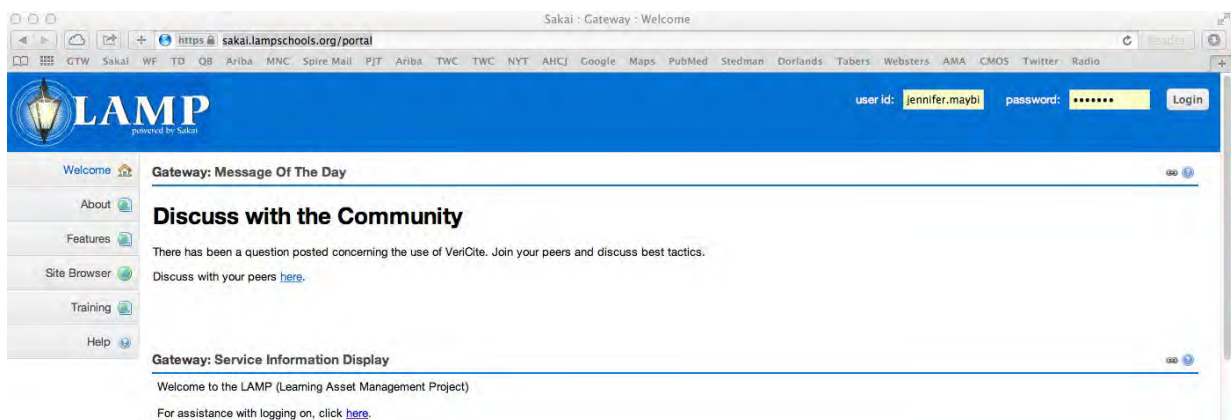 Sakai : Gateway : Welcome
https sakai.lampschools.org/portal
Reader
GTW Sakai WF TD QB Ariba MNC Spire Mail PJT Ariba TWC TWC NYT AHCJ Google Maps PubMed Stedman Dorlands Tabers Websters AMA CMOS Twitter Radio
LAMP
powered by Sakai
user id: jennifer.maybi password: ••••••• Login
Welcome
About
Features
Site Browser
Training
Help
Gateway: Message Of The Day
Discuss with the Community
There has been a question posted concerning the use of VeriCite. Join your peers and discuss best tactics.
Discuss with your peers here.
Gateway: Service Information Display
Welcome to the LAMP (Learning Asset Management Project)
For assistance with logging on, click here.